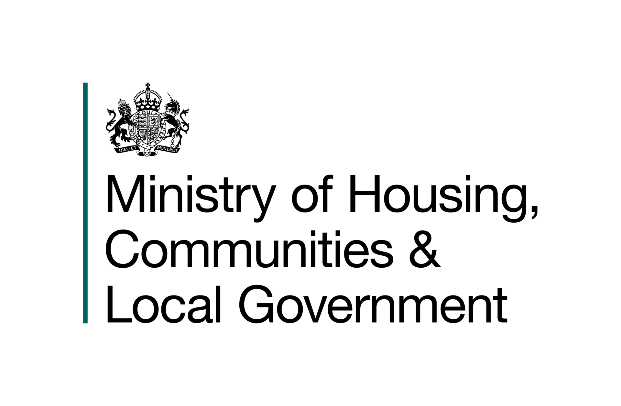 Ministry of Housing,
Communities &
Local Government